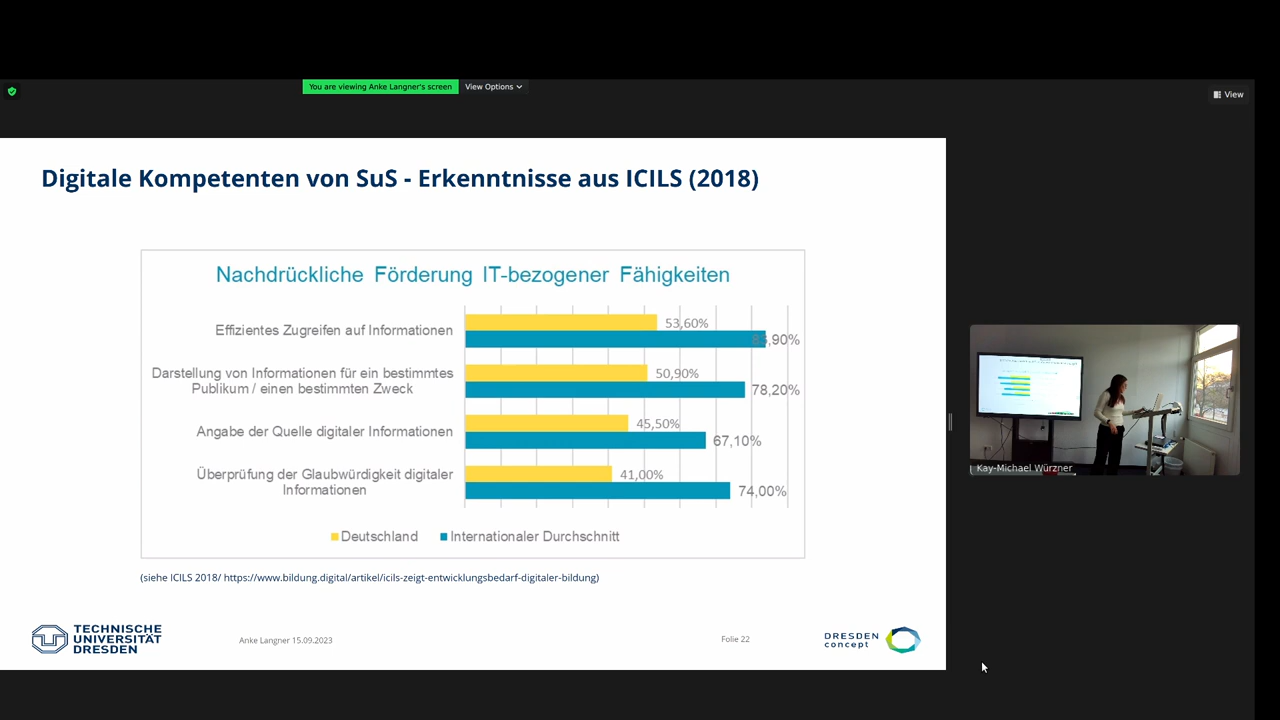 You are viewing Anke Langner's screen
View Options
View
Digitale Kompetenten von SuS - Erkenntnisse aus ICILS (2018)
Nachdrückliche Förderung IT-bezogener Fähigkeiten
Effizientes Zugreifen auf Informationen
53,60%
,90%
Darstellung von Informationen für ein bestimmtes
Publikum / einen bestimmten Zweck
50,90%
78,20%
Angabe der Quelle digitaler Informationen
45,50%
67,10%
Überprüfung der Glaubwürdigkeit digitaler
Informationen
41,00%
74,00%
Deutschland
Internationaler Durchschnitt
(siehe ICILS 2018/ https://www.bildung.digital/artikel/icils-zeigt-entwicklungsbedarf-digitaler-bildung)
TECHNISCHE
UNIVERSITÄT
DRESDEN
Anke Langner 15.09.2023
Folie 22
DRESDEN
concept
Kay-Michael Würzner